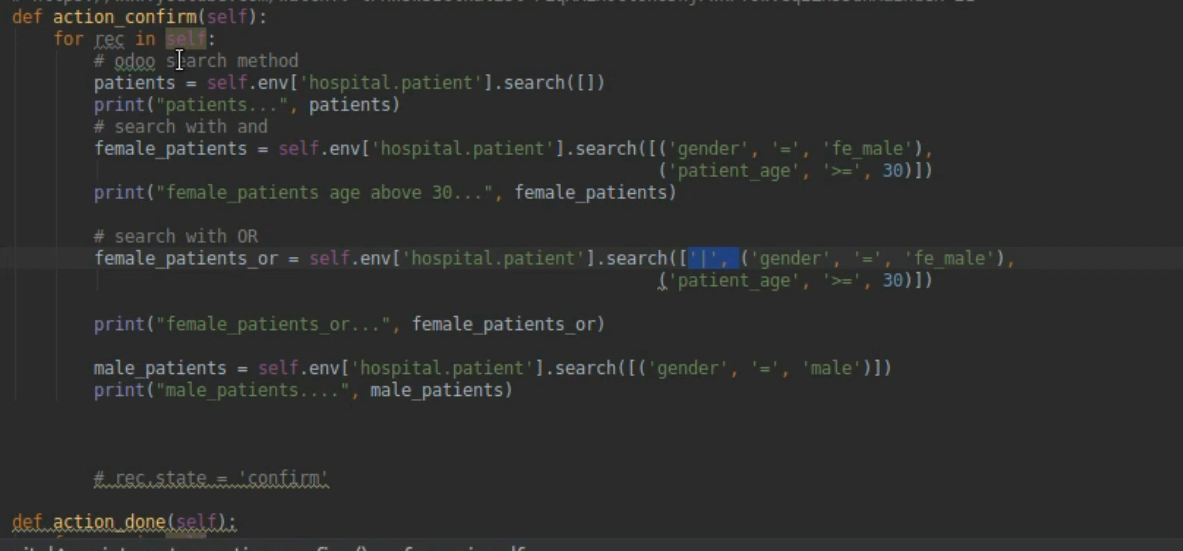 def action_confirm(self):
    for rec in self:
        # odoo search method
        patients = self.env['hospital.patient'].search([])
        print("patients...", patients)
        # search with and
        female_patients = self.env['hospital.patient'].search([('gender', '=', 'fe_male'),
                                                               ('patient_age', '>=', 30)])
        print("female_patients age above 30...", female_patients)
        # search with OR
        female_patients_or = self.env['hospital.patient'].search(['|', ('gender', '=', 'fe_male'),
                                                               ('patient_age', '>=', 30)])
        print("female_patients_or...", female_patients_or)
        male_patients = self.env['hospital.patient'].search([('gender', '=', 'male')])
        print("male_patients....", male_patients)
        # rec.state = 'confirm'
def action_done(self):